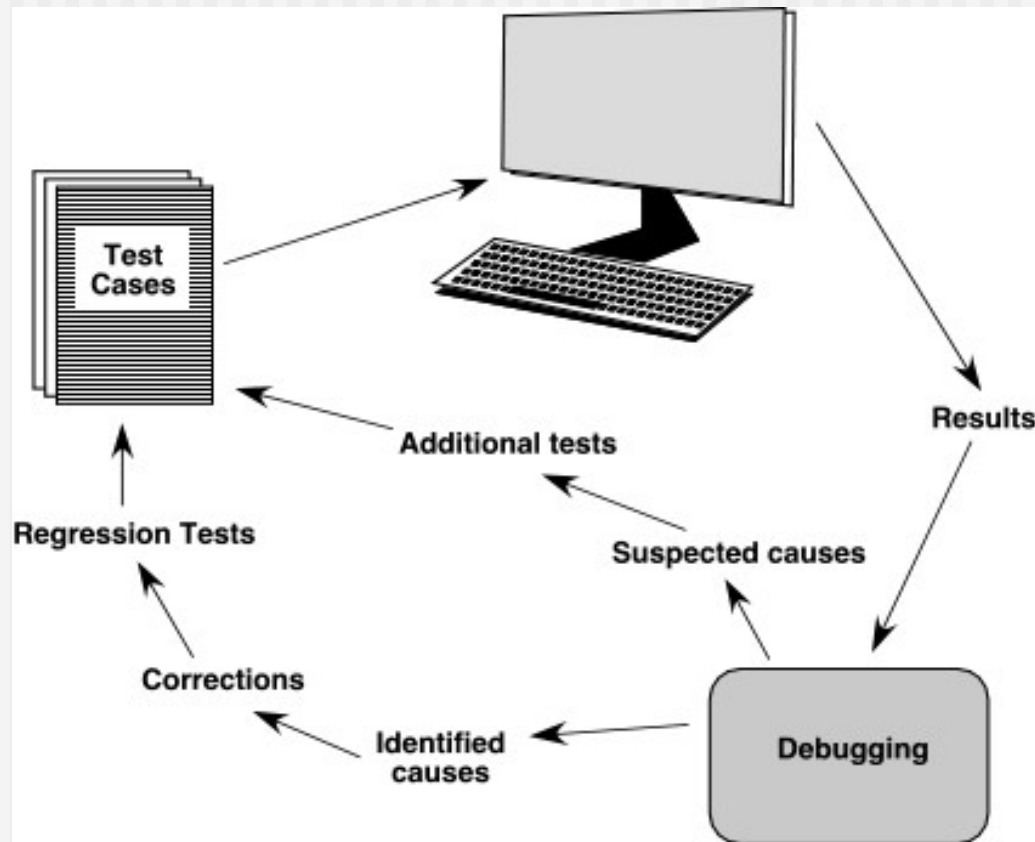 Test
Cases
Results
Additional tests
Regression Tests
Suspected causes
Corrections
Identified
causes
Debugging